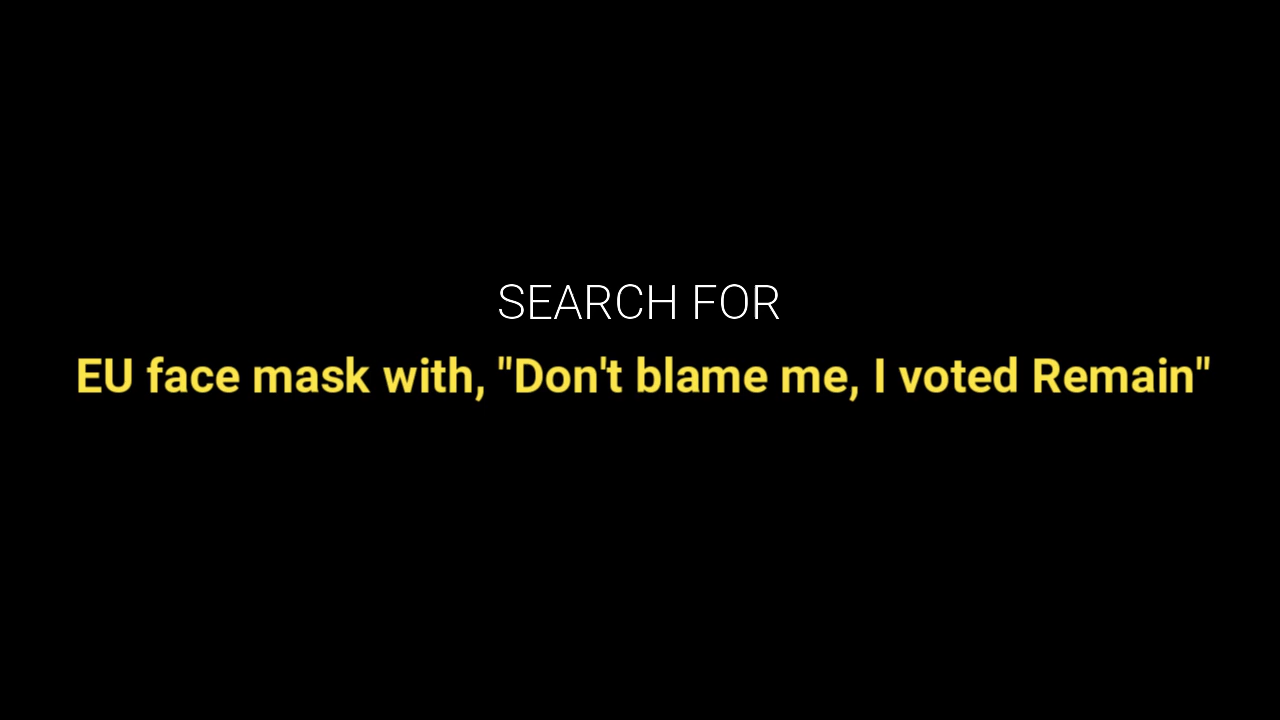 SEARCH FOR
EU face mask with, "Don't blame me, I voted Remain"